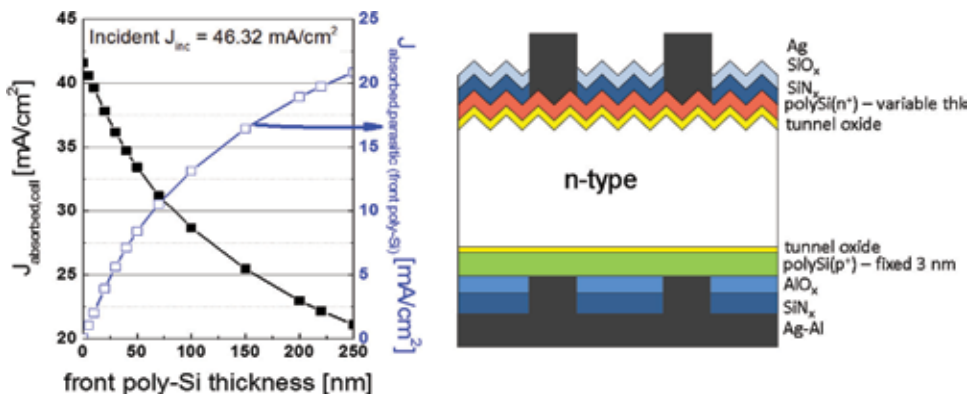 Incident J_inc = 46.32 mA/cm²
J_absorbed,cell [mA/cm²]
45
40
35
30
25
20
25
20
15
10
5
0
J_absorbed,parasitic (front poly-Si) [mA/cm²]
0 50 100 150 200 250
front poly-Si thickness [nm]
Ag
SiOₓ
SiNₓ
polySi(n⁺) – variable thk
tunnel oxide
n-type
tunnel oxide
polySi(p⁺) – fixed 3 nm
AlOₓ
SiNₓ
Ag-Al